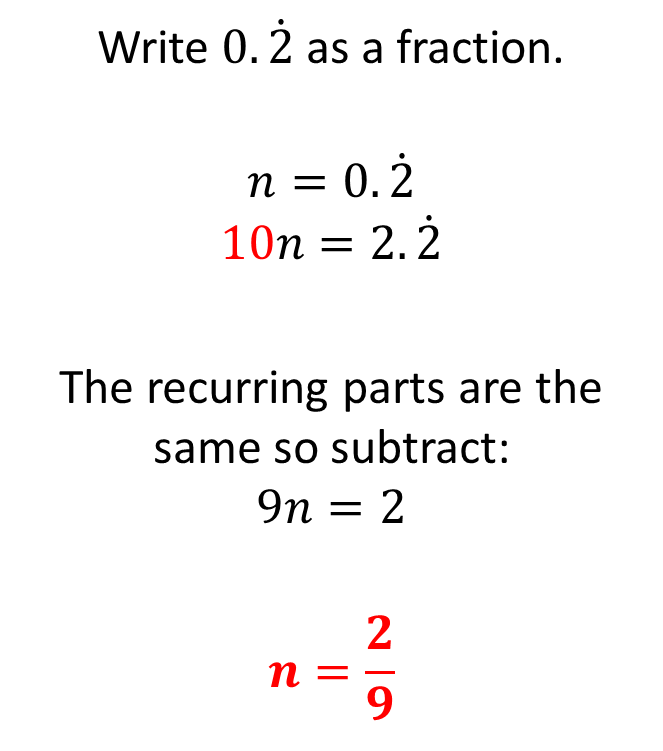 Write 0.2̇ as a fraction.
n = 0.2̇
10n = 2.2̇
The recurring parts are the
same so subtract:
9n = 2
n = 2/9